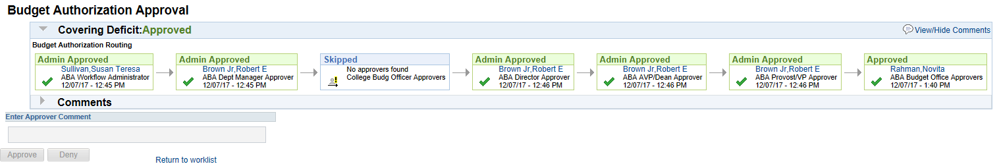 Budget Authorization Approval
Covering Deficit:Approved
View/Hide Comments
Budget Authorization Routing
Admin Approved
Sullivan,Susan Teresa
ABA Workflow Administrator
12/07/17 - 12:45 PM
Admin Approved
Brown Jr,Robert E
ABA Dept Manager Approver
12/07/17 - 12:45 PM
Skipped
No approvers found
College Budg Officer Approvers
Admin Approved
Brown Jr,Robert E
ABA Director Approver
12/07/17 - 12:46 PM
Admin Approved
Brown Jr,Robert E
ABA AVP/Dean Approver
12/07/17 - 12:46 PM
Admin Approved
Brown Jr,Robert E
ABA Provost/VP Approver
12/07/17 - 12:46 PM
Approved
Rahman,Novita
ABA Budget Office Approvers
12/07/17 - 1:40 PM
Comments
Enter Approver Comment
Approve
Deny
Return to worklist